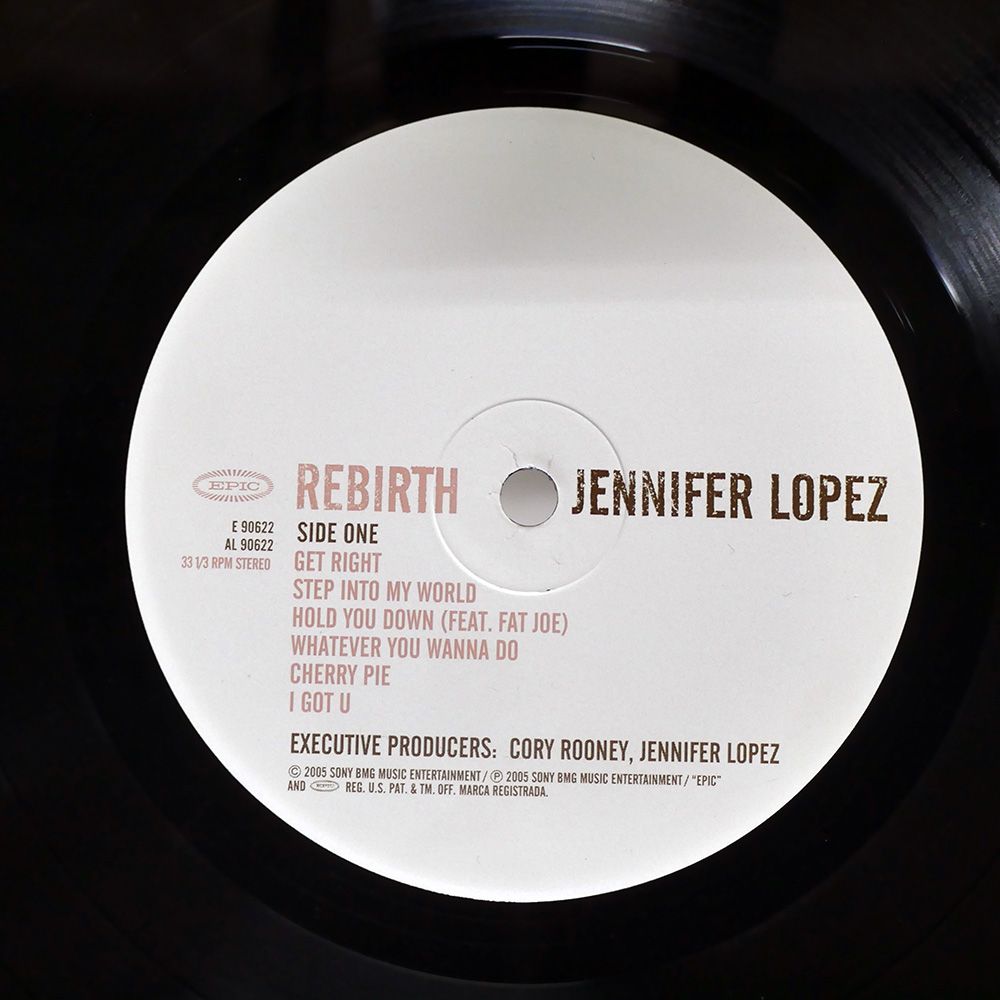 EPIC
REBIRTH
JENNIFER LOPEZ
E 90622
AL 90622
33 1/3 RPM STEREO
SIDE ONE
GET RIGHT
STEP INTO MY WORLD
HOLD YOU DOWN (FEAT. FAT JOE)
WHATEVER YOU WANNA DO
CHERRY PIE
I GOT U
EXECUTIVE PRODUCERS: CORY ROONEY, JENNIFER LOPEZ
© 2005 SONY BMG MUSIC ENTERTAINMENT / ℗ 2005 SONY BMG MUSIC ENTERTAINMENT / "EPIC"
AND EPIC REG. U.S. PAT. & TM. OFF. MARCA REGISTRADA.